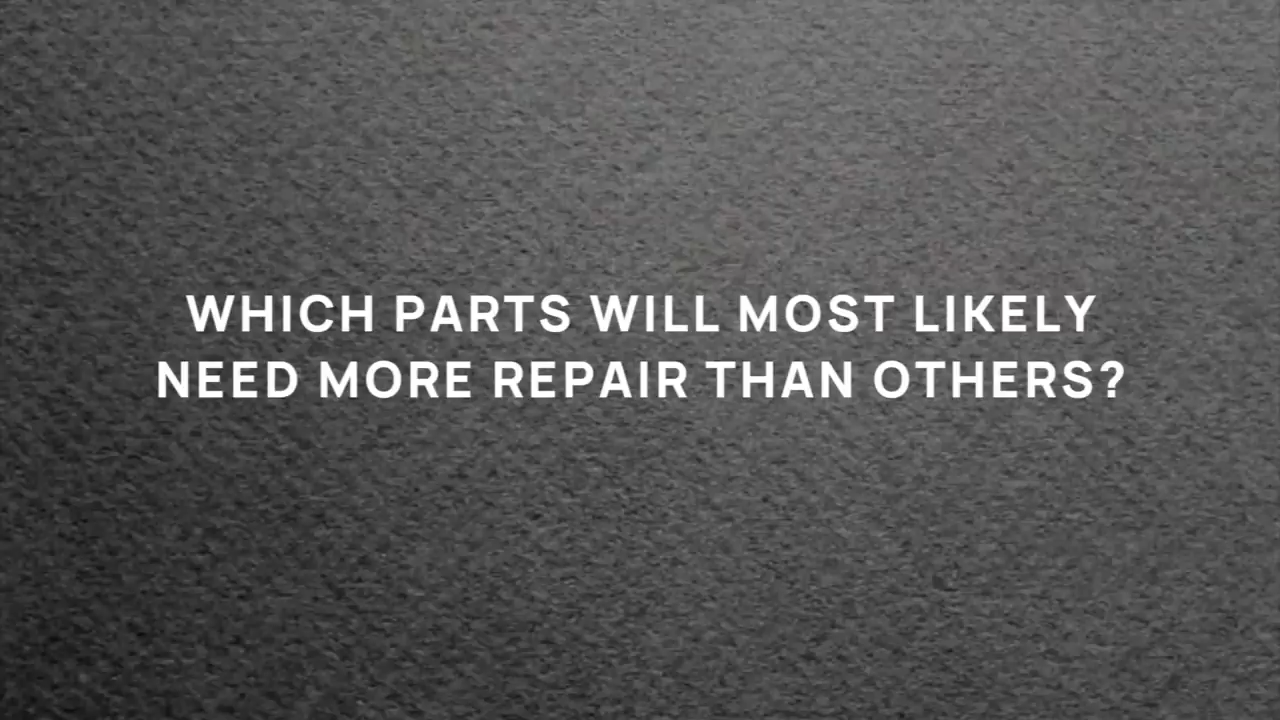 WHICH PARTS WILL MOST LIKELY
NEED MORE REPAIR THAN OTHERS?